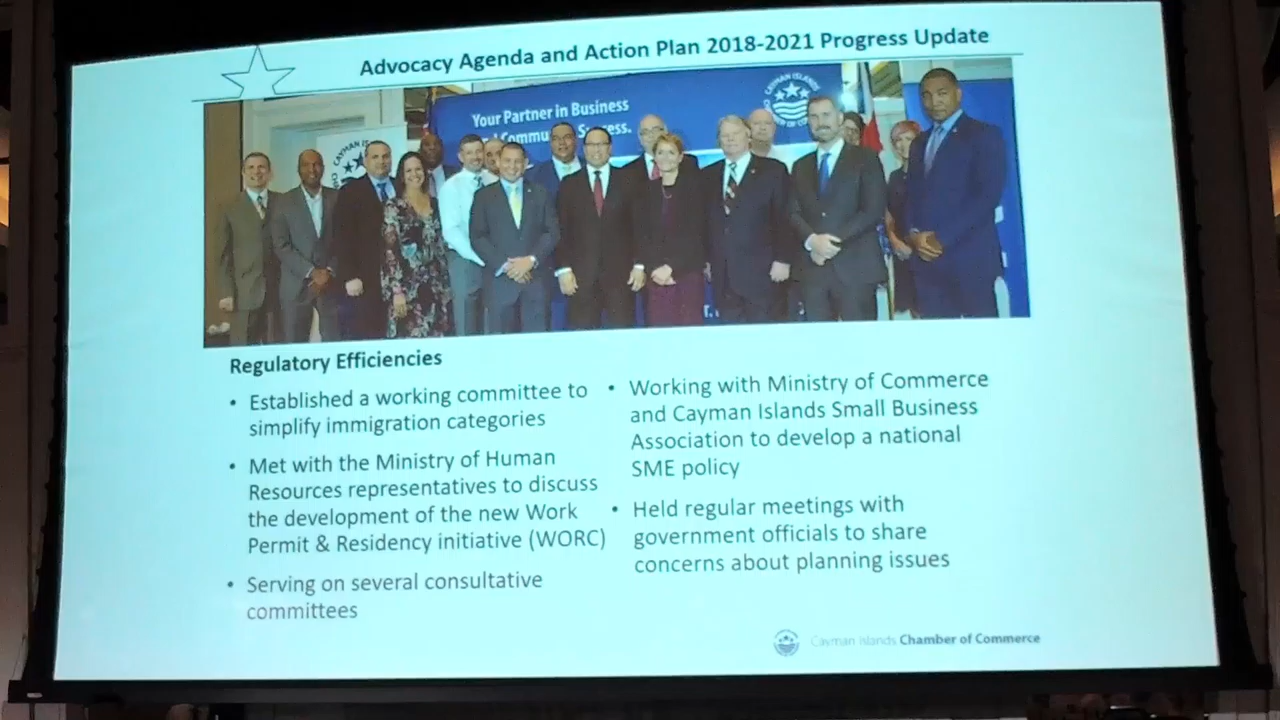 Advocacy Agenda and Action Plan 2018-2021 Progress Update
Your Partner in Business
CAYMAN ISLANDS
Regulatory Efficiencies
• Established a working committee to
simplify immigration categories
• Met with the Ministry of Human
Resources representatives to discuss
the development of the new Work
Permit & Residency initiative (WORC)
• Serving on several consultative
committees
• Working with Ministry of Commerce
and Cayman Islands Small Business
Association to develop a national
SME policy
• Held regular meetings with
government officials to share
concerns about planning issues
Cayman Islands Chamber of Commerce